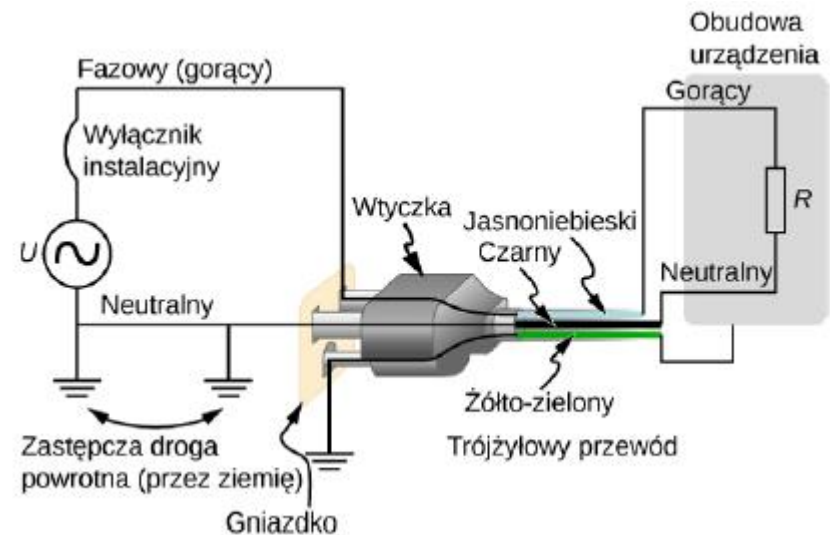 Obudowa
urządzenia
Fazowy (gorący)
Gorący
Wyłącznik
instalacyjny
Wtyczka
Jasnoniebieski
Czarny
R
U
Neutralny
Neutralny
Żółto-zielony
Zastępcza droga
powrotna (przez ziemię)
Trójżyłowy przewód
Gniazdko